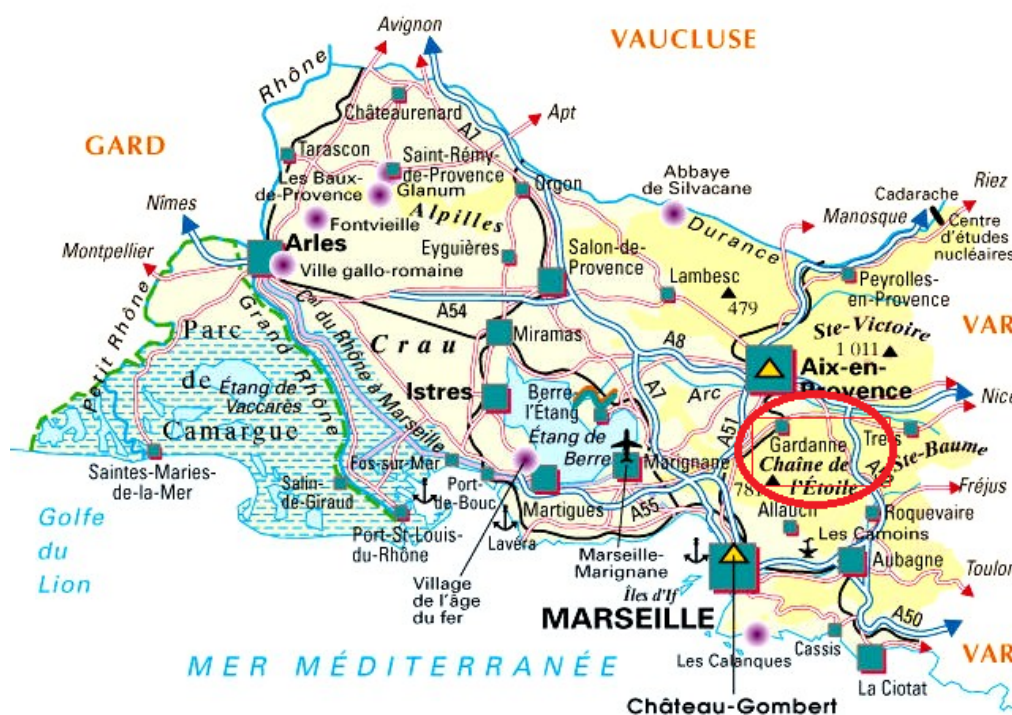 Avignon
VAUCLUSE
Rhône
Châteaurenard
A7
Apt
GARD
Tarascon
Saint-Rémy-
de-Provence
Les Baux-
de-Provence
Glanum
Orgon
Abbaye
de Silvacane
Riez
Cadarache
Nîmes
Fontvieille
Alpilles
Manosque
Centre
d'études
nucléaires
Montpellier
Arles
Ville gallo-romaine
Eyguières
Salon-de-
Provence
Durance
Lambesc
479
Peyrolles-
en-Provence
Petit Rhône
Grand Rhône
Cal du Rhône à Marseille
A54
Parc
de
Camargue
Crau
Miramas
A8
Ste-Victoire
1 011
VAR
Aix-en-
Provence
Étang de
Vaccarès
Istres
Berre
l'Étang
A7
Arc
A51
Nice
Étang de
Berre
Gardanne
Trets
Ste-Baume
Saintes-Maries-
de-la-Mer
Fos-sur-Mer
Marignane
Chaîne de
l'Étoile
Salin-
de-Giraud
Port-
de-Bouc
Martigues
A55
Allauch
Roquevaire
Fréjus
Golfe
du
Lion
Port-St-Louis-
du-Rhône
Lavéra
Les Camoins
Marseille-
Marignane
Aubagne
Toulon
Village
de l'âge
du fer
Îles d'If
MARSEILLE
A50
Cassis
VAR
MER MÉDITERRANÉE
Les Calanques
La Ciotat
Château-Gombert